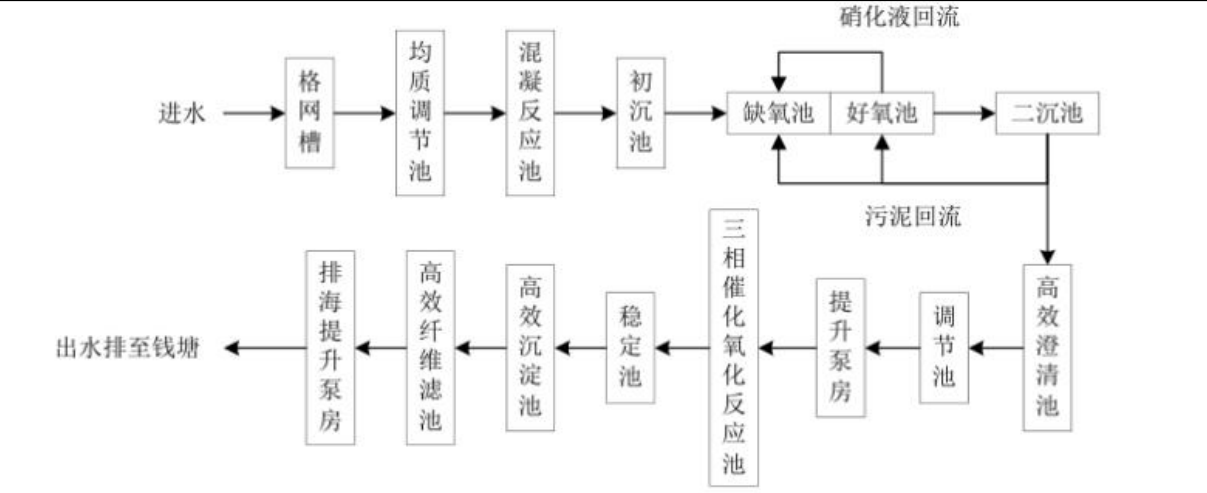 硝化液回流
进水
格网槽
均质调节池
混凝反应池
初沉池
缺氧池
好氧池
二沉池
污泥回流
高效澄清池
调节池
提升泵房
三相催化氧化反应池
稳定池
高效沉淀池
高效纤维滤池
排海提升泵房
出水排至钱塘